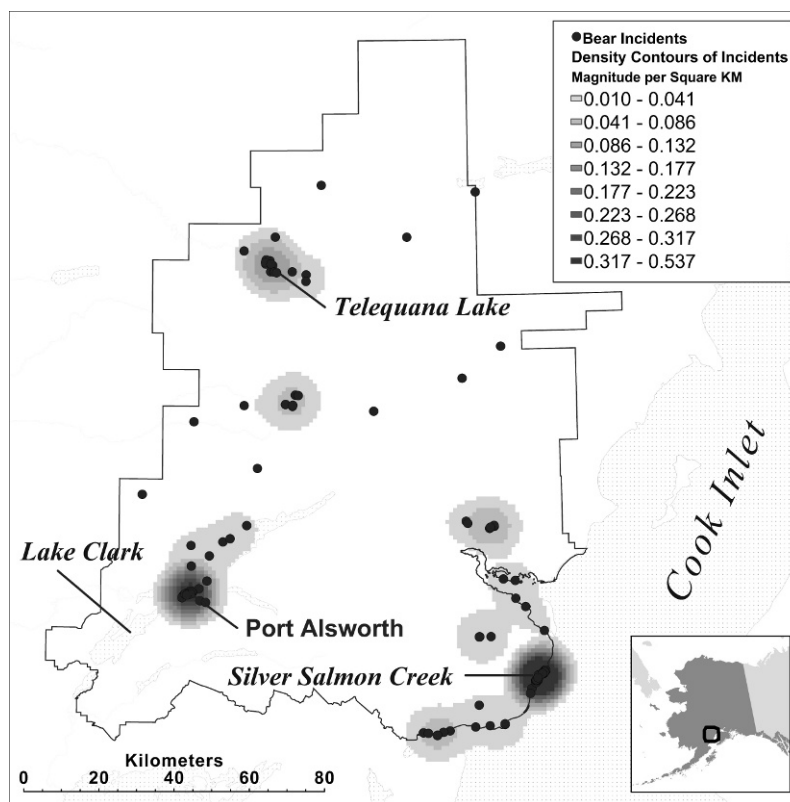 Bear Incidents
Density Contours of Incidents
Magnitude per Square KM
0.010 - 0.041
0.041 - 0.086
0.086 - 0.132
0.132 - 0.177
0.177 - 0.223
0.223 - 0.268
0.268 - 0.317
0.317 - 0.537
Telequana Lake
Cook Inlet
Lake Clark
Port Alsworth
Silver Salmon Creek
Kilometers
0 20 40 60 80